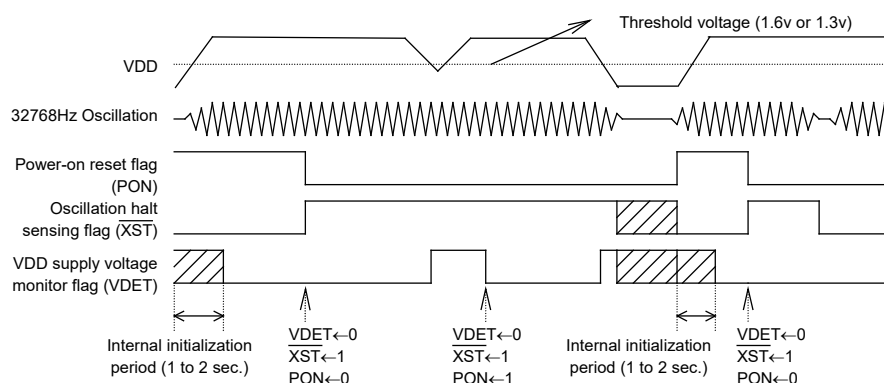 Threshold voltage (1.6v or 1.3v)
VDD
32768Hz Oscillation
Power-on reset flag
(PON)
Oscillation halt
sensing flag (XST)
VDD supply voltage
monitor flag (VDET)
Internal initialization
period (1 to 2 sec.)
VDET←0
XST←1
PON←0
VDET←0
XST←1
PON←1
Internal initialization
period (1 to 2 sec.)
VDET←0
XST←1
PON←0